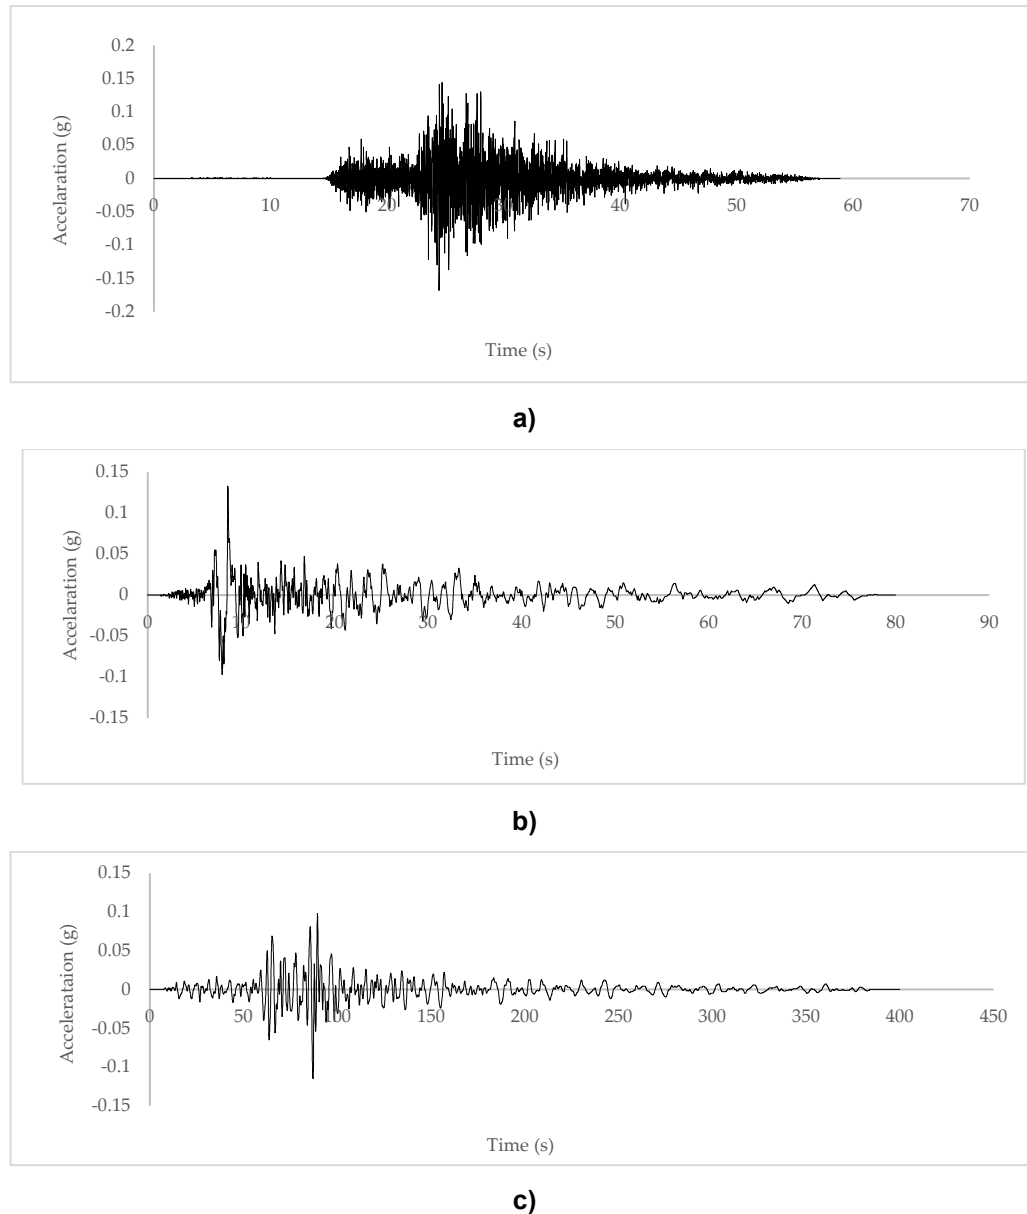 0.2
0.15
0.1
0.05
0
-0.05
-0.1
-0.15
-0.2
0 10 20 30 40 50 60 70
Accelaration (g)
Time (s)
a)
0.15
0.1
0.05
0
-0.05
-0.1
-0.15
0 10 20 30 40 50 60 70 80 90
Accelaration (g)
Time (s)
b)
0.15
0.1
0.05
0
-0.05
-0.1
-0.15
0 50 100 150 200 250 300 350 400 450
Accelerataion (g)
Time (s)
c)